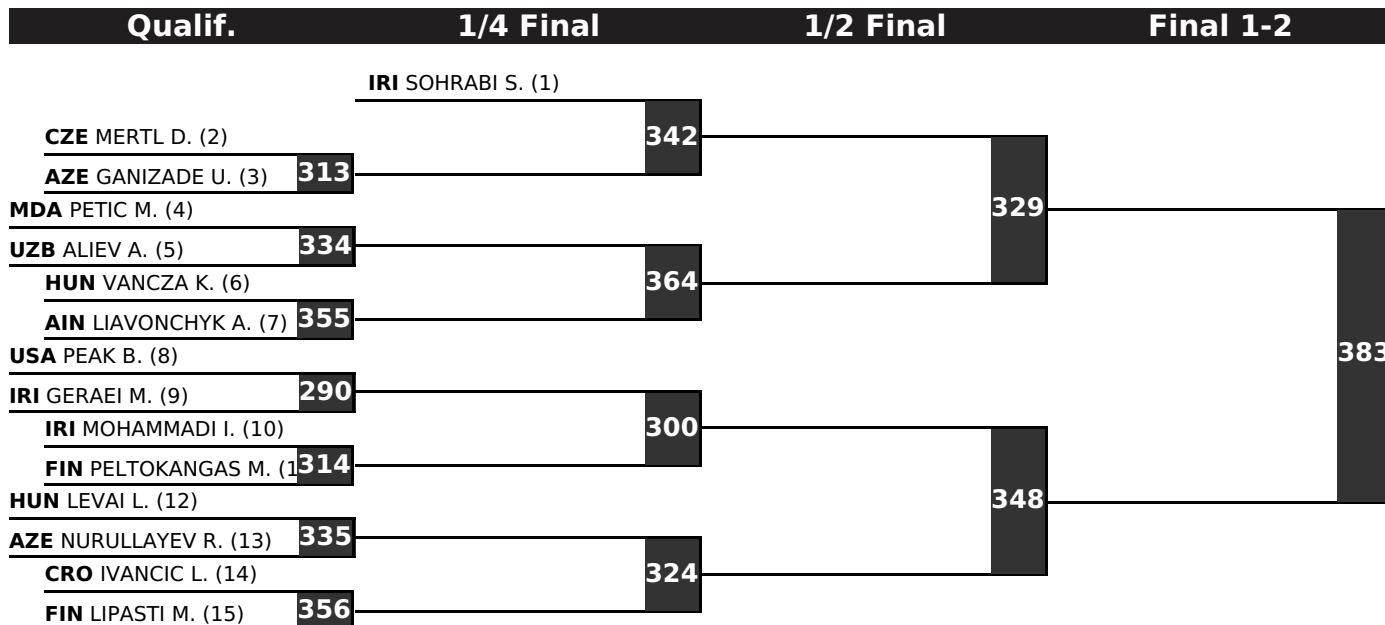 Qualif. 1/4 Final 1/2 Final Final 1-2
IRI SOHRABI S. (1)
CZE MERTL D. (2)
342
AZE GANIZADE U. (3) 313
MDA PETIC M. (4)
329
UZB ALIEV A. (5) 334
HUN VANCZA K. (6)
364
AIN LIAVONCHYK A. (7) 355
USA PEAK B. (8)
383
IRI GERAEI M. (9) 290
IRI MOHAMMADI I. (10)
300
FIN PELTOKANGAS M. (1 314
HUN LEVAI L. (12)
348
AZE NURULLAYEV R. (13) 335
CRO IVANCIC L. (14)
324
FIN LIPASTI M. (15) 356